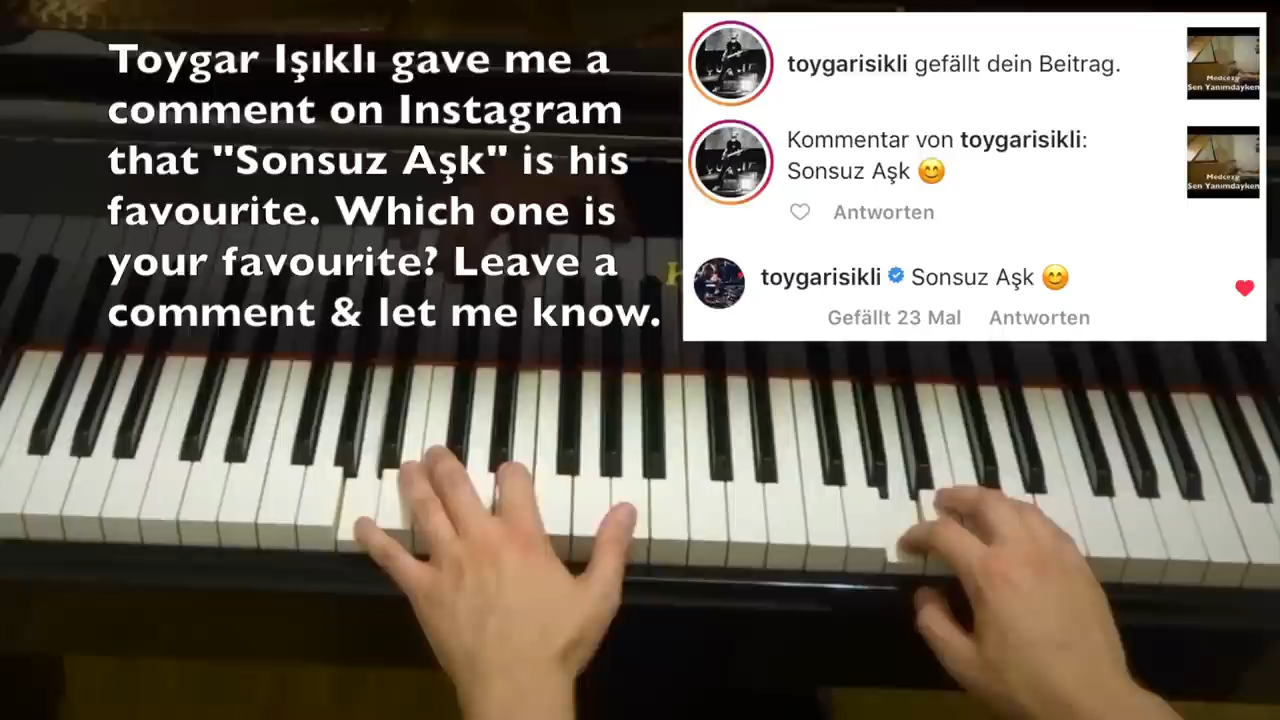 Toygar Işıklı gave me a
comment on Instagram
that "Sonsuz Aşk" is his
favourite. Which one is
your favourite? Leave a
comment & let me know.
toygarisikli gefällt dein Beitrag.
Medcezir
Sen Yanımdayken
Kommentar von toygarisikli:
Sonsuz Aşk 😊
Medcezir
Sen Yanımdayken
Antworten
toygarisikli Sonsuz Aşk 😊
Gefällt 23 Mal Antworten